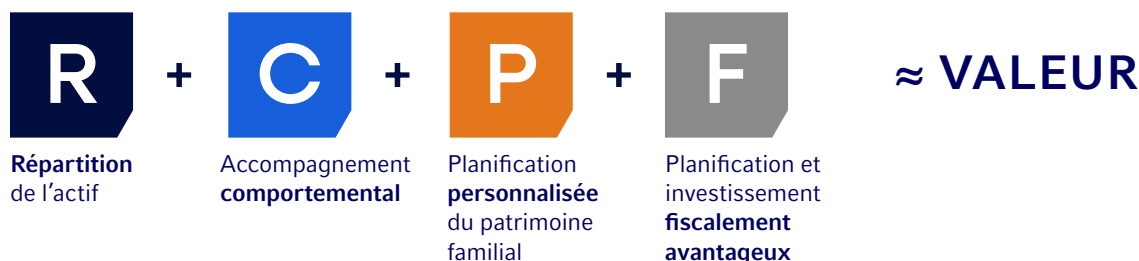 R + C + P + F ≈ VALEUR
Répartition
de l'actif
Accompagnement
comportemental
Planification
personnalisée
du patrimoine
familial
Planification et
investissement
fiscalement
avantageux